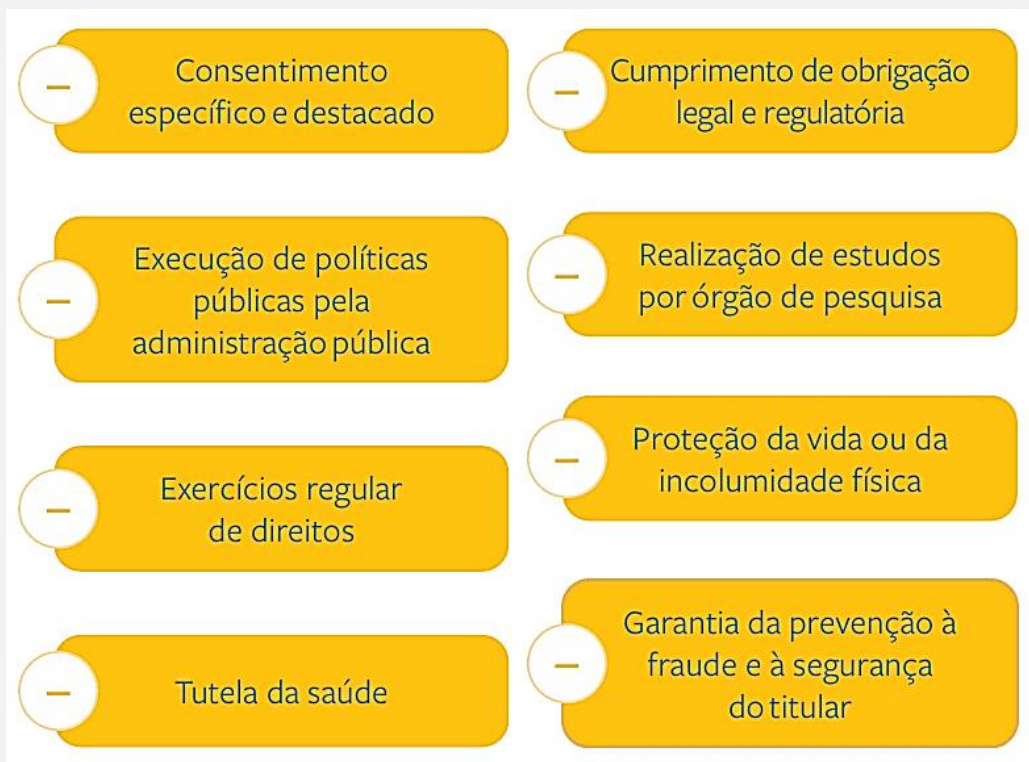 Consentimento
específico e destacado
Cumprimento de obrigação
legal e regulatória
Execução de políticas
públicas pela
administração pública
Realização de estudos
por órgão de pesquisa
Exercícios regular
de direitos
Proteção da vida ou da
incolumidade física
Tutela da saúde
Garantia da prevenção à
fraude e à segurança
do titular